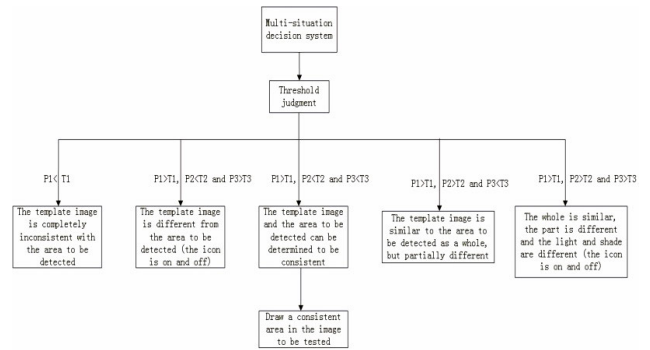 Multi-situation
decision system
Threshold
judgment
P1< T1
P1>T1, P2<T2 and P3>T3
P1>T1, P2<T2 and P3<T3
P1>T1, P2>T2 and P3<T3
P1>T1, P2>T2 and P3>T3
The template image
is completely
inconsistent with
the area to be
detected
The template image
is different from
the area to be
detected (the icon
is on and off)
The template image
and the area to be
detected can be
determined to be
consistent
The template image is
similar to the area to
be detected as a whole,
but partially different
The whole is similar,
the part is different
and the light and shade
are different (the icon
is on and off)
Draw a consistent
area in the image
to be tested